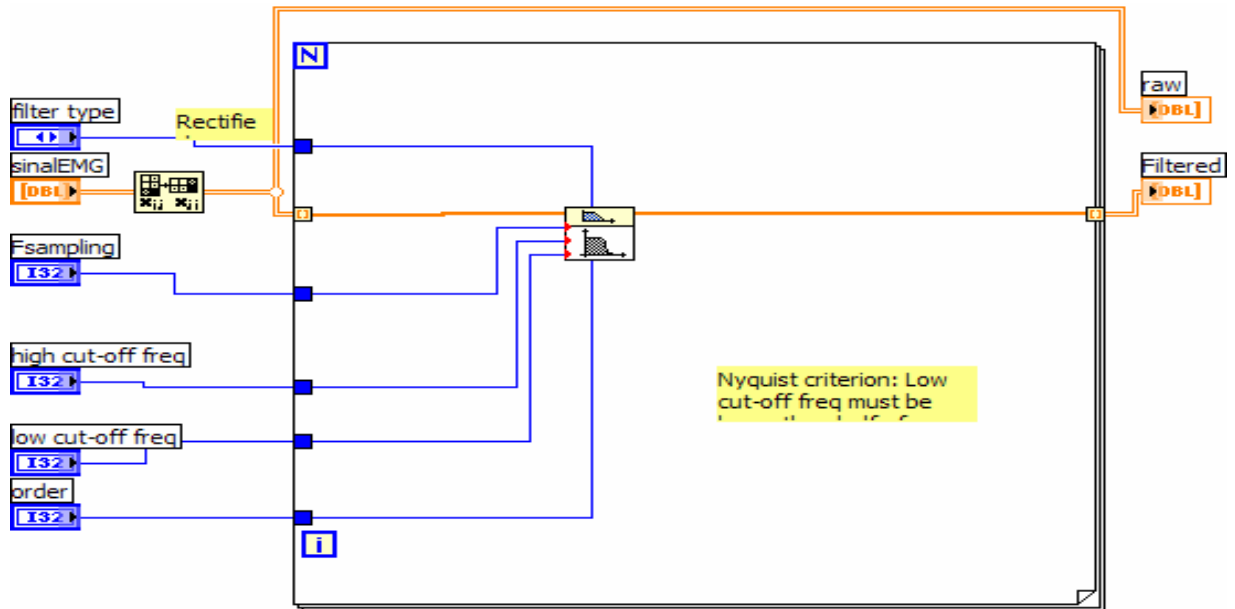 filter type
Rectifie
sinalEMG
[DBL]
Fsampling
I32
high cut-off freq
I32
low cut-off freq
I32
order
I32
N
i
Nyquist criterion: Low
cut-off freq must be
raw
[DBL]
Filtered
[DBL]